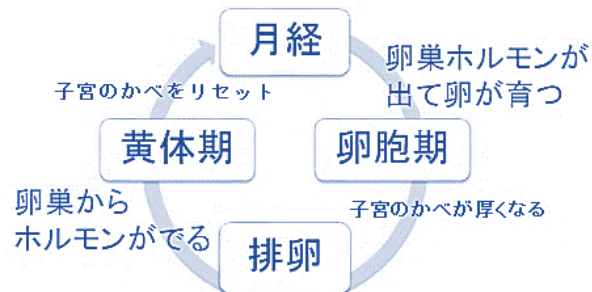 月経
卵巣ホルモンが
出て卵が育つ
子宮のかべをリセット
黄体期
卵胞期
子宮のかべが厚くなる
卵巣から
ホルモンがでる
排卵